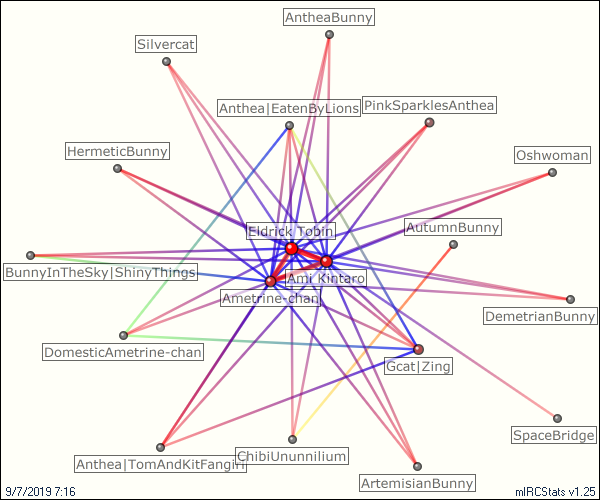 AntheaBunny
Silvercat
Anthea|EatenByLions
PinkSparklesAnthea
HermeticBunny
Oshwoman
Eldrick Tobin
AutumnBunny
BunnyInTheSky|ShinyThings
Ami Kintaro
Ametrine-chan
DemetrianBunny
DomesticAmetrine-chan
Gcat|Zing
SpaceBridge
Anthea|TomAndKitFangirl
ChibiUnunnilium
ArtemisianBunny
9/7/2019 7:16
mIRCStats v1.25